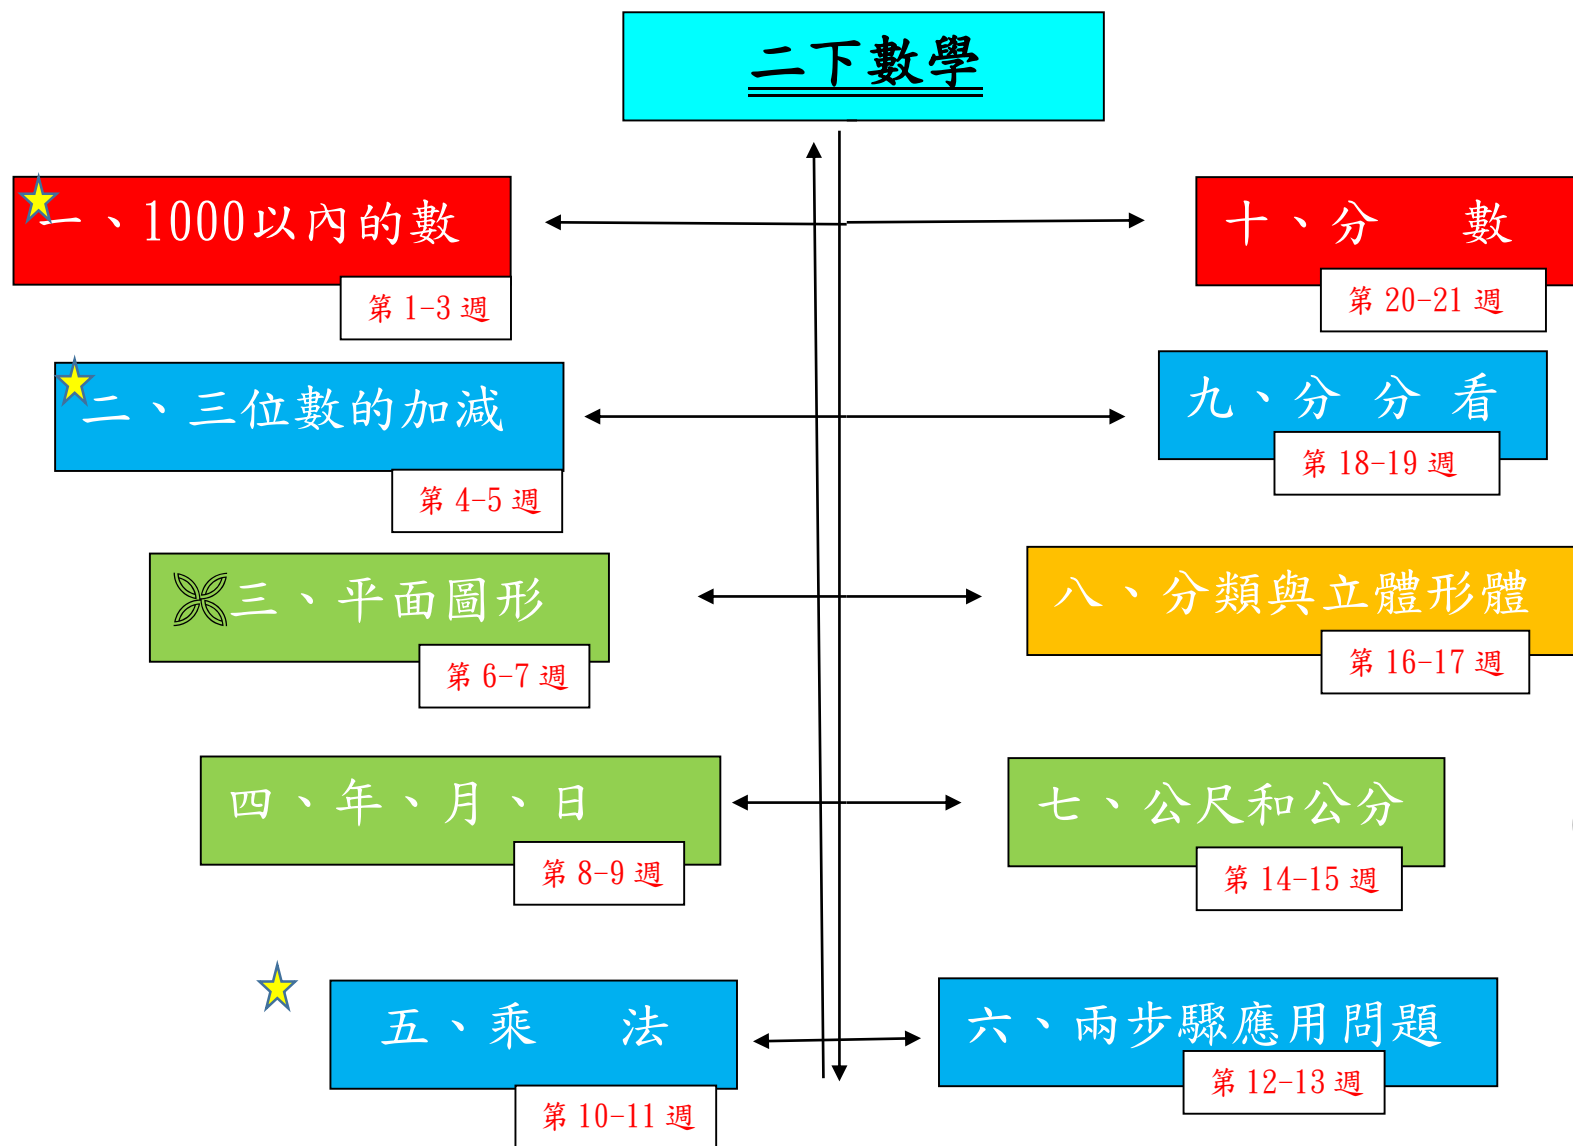 二下數學
一、1000以內的數
第 1-3 週
二、三位數的加減
第 4-5 週
三、平面圖形
第 6-7 週
四、年、月、日
第 8-9 週
五、乘 法
第 10-11 週
六、兩步驟應用問題
第 12-13 週
七、公尺和公分
第 14-15 週
八、分類與立體形體
第 16-17 週
九、分 分 看
第 18-19 週
十、分 數
第 20-21 週